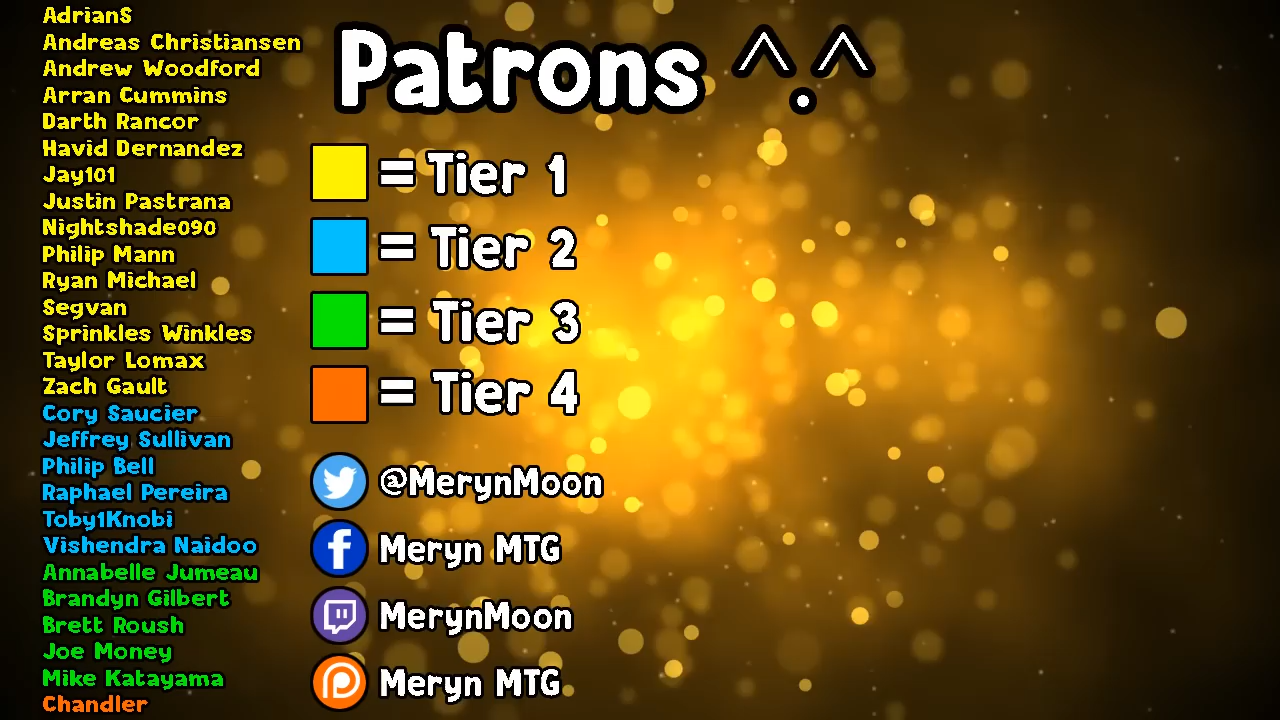 AdrianS
Andreas Christiansen
Andrew Woodford
Arran Cummins
Darth Rancor
Havid Dernandez
Jay101
Justin Pastrana
Nightshade090
Philip Mann
Ryan Michael
Segvan
Sprinkles Winkles
Taylor Lomax
Zach Gault
Cory Saucier
Jeffrey Sullivan
Philip Bell
Raphael Pereira
Toby1Knobi
Vishendra Naidoo
Annabelle Jumeau
Brandyn Gilbert
Brett Roush
Joe Money
Mike Katayama
Chandler
Patrons ^.^
= Tier 1
= Tier 2
= Tier 3
= Tier 4
@MerynMoon
Meryn MTG
MerynMoon
Meryn MTG